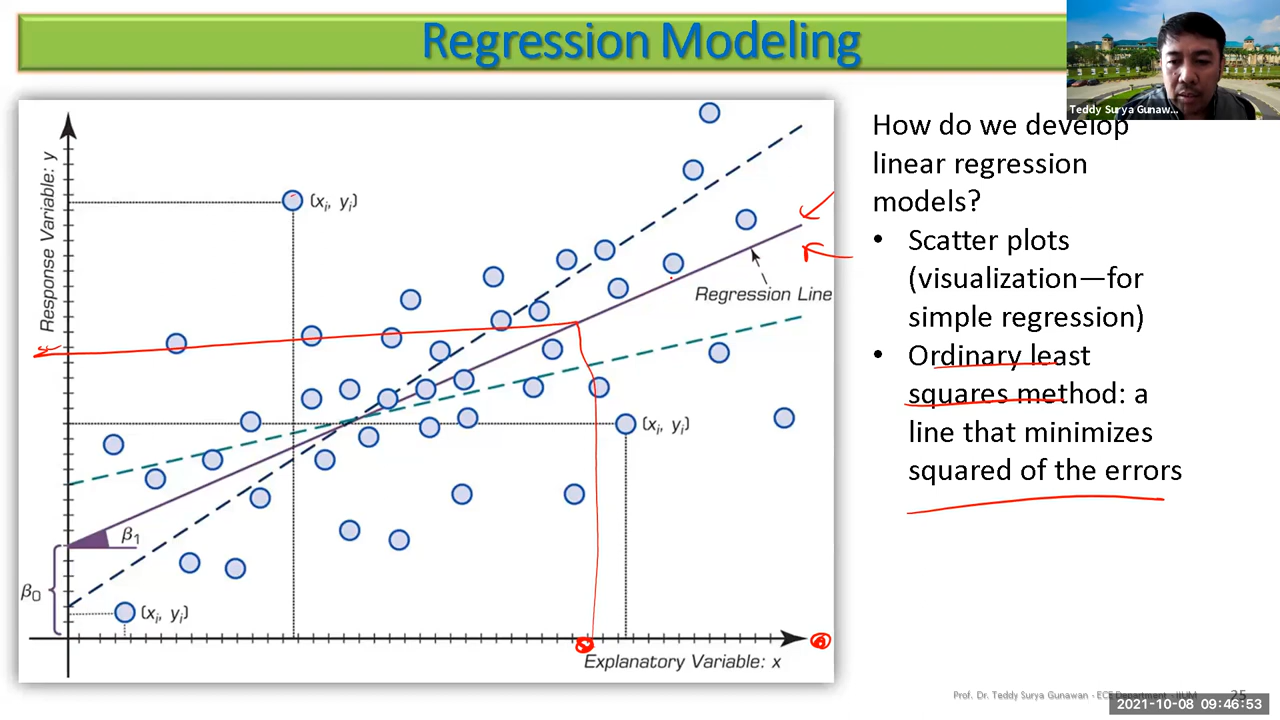 Regression Modeling
Teddy Surya Gunaw...
How do we develop
linear regression
models?
• Scatter plots
(visualization—for
simple regression)
• Ordinary least
squares method: a
line that minimizes
squared of the errors
Response Variable: y
(xi, yi)
Regression Line
(xi, yi)
β1
β0
(xi, yi)
Explanatory Variable: x
Prof. Dr. Teddy Surya Gunawan - ECE Department - IIUM
25
2021-10-08 09:46:53